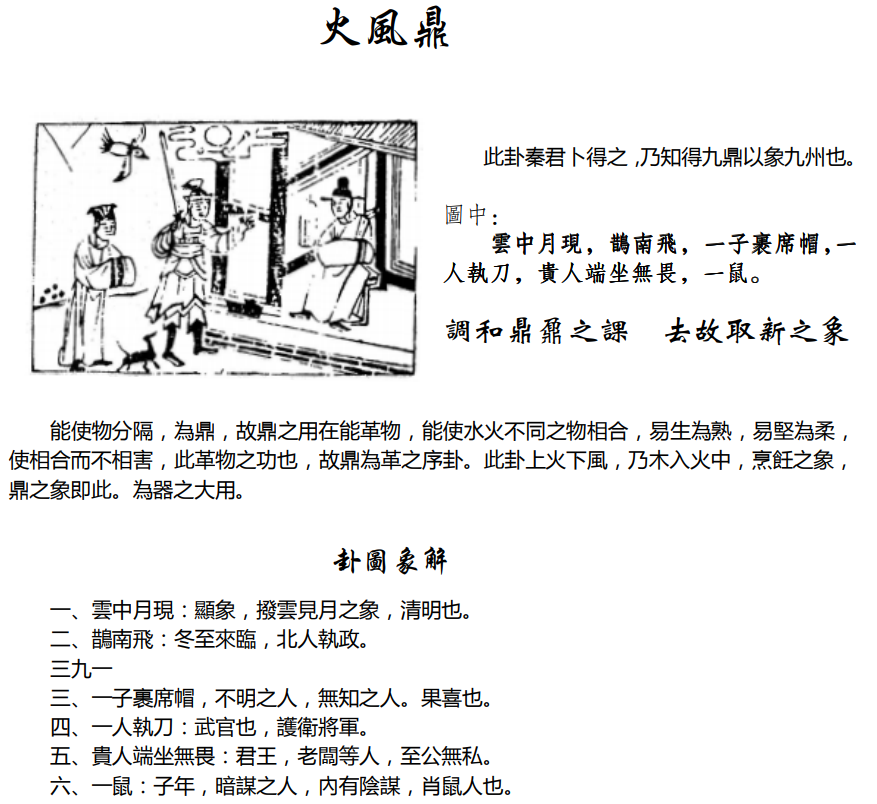 火風鼎
此卦秦君卜得之,乃知得九鼎以象九州也。
圖中:
雲中月現,鵲南飛,一子裹席帽,一
人執刀,貴人端坐無畏,一鼠。
調和鼎鼐之課 去故取新之象
能使物分隔,為鼎,故鼎之用在能革物,能使水火不同之物相合,易生為熟,易堅為柔,
使相合而不相害,此革物之功也,故鼎為革之序卦。此卦上火下風,乃木入火中,烹飪之象,
鼎之象即此。為器之大用。
卦圖象解
一、雲中月現:顯象,撥雲見月之象,清明也。
二、鵲南飛:冬至來臨,北人執政。
三九一
三、一子裹席帽,不明之人,無知之人。果喜也。
四、一人執刀:武官也,護衛將軍。
五、貴人端坐無畏:君王,老闆等人,至公無私。
六、一鼠:子年,暗謀之人,內有陰謀,肖鼠人也。